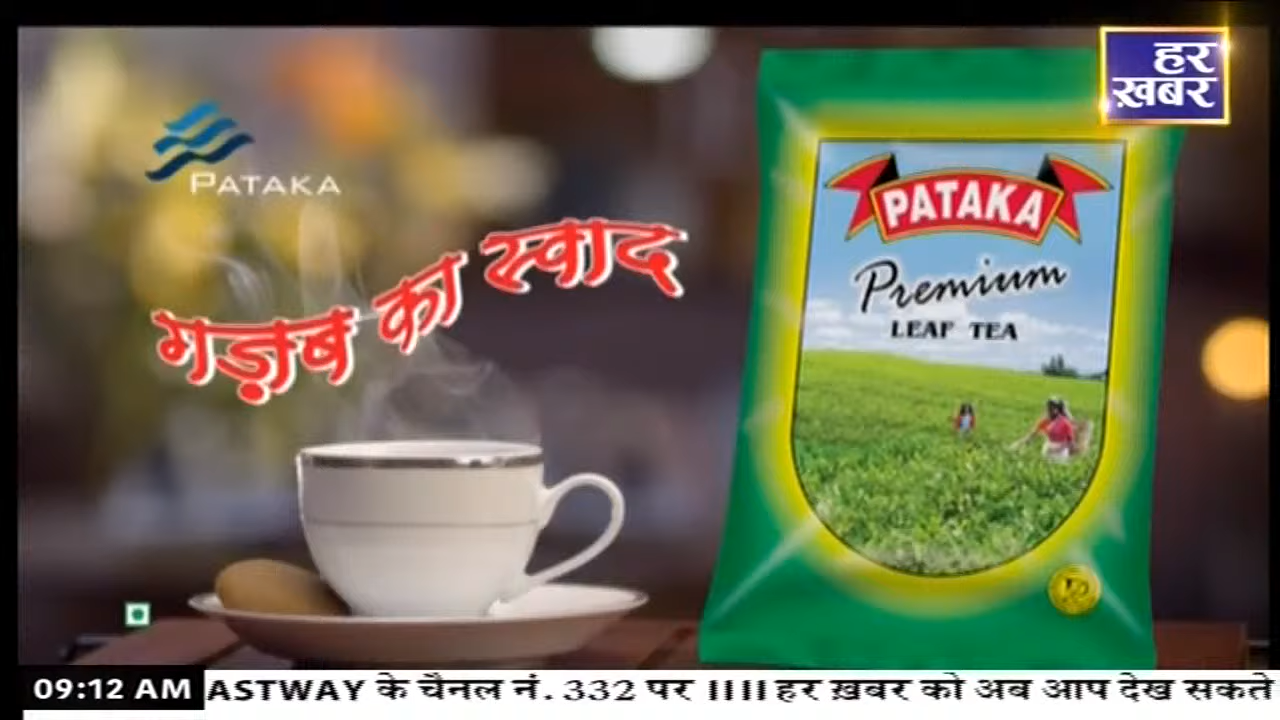 हर
ख़बर
PATAKA
गज़ब का स्वाद
PATAKA
Premium
LEAF TEA
09:12 AM
ASTWAY के चैनल नं. 332 पर IIII हर ख़बर को अब आप देख सकते